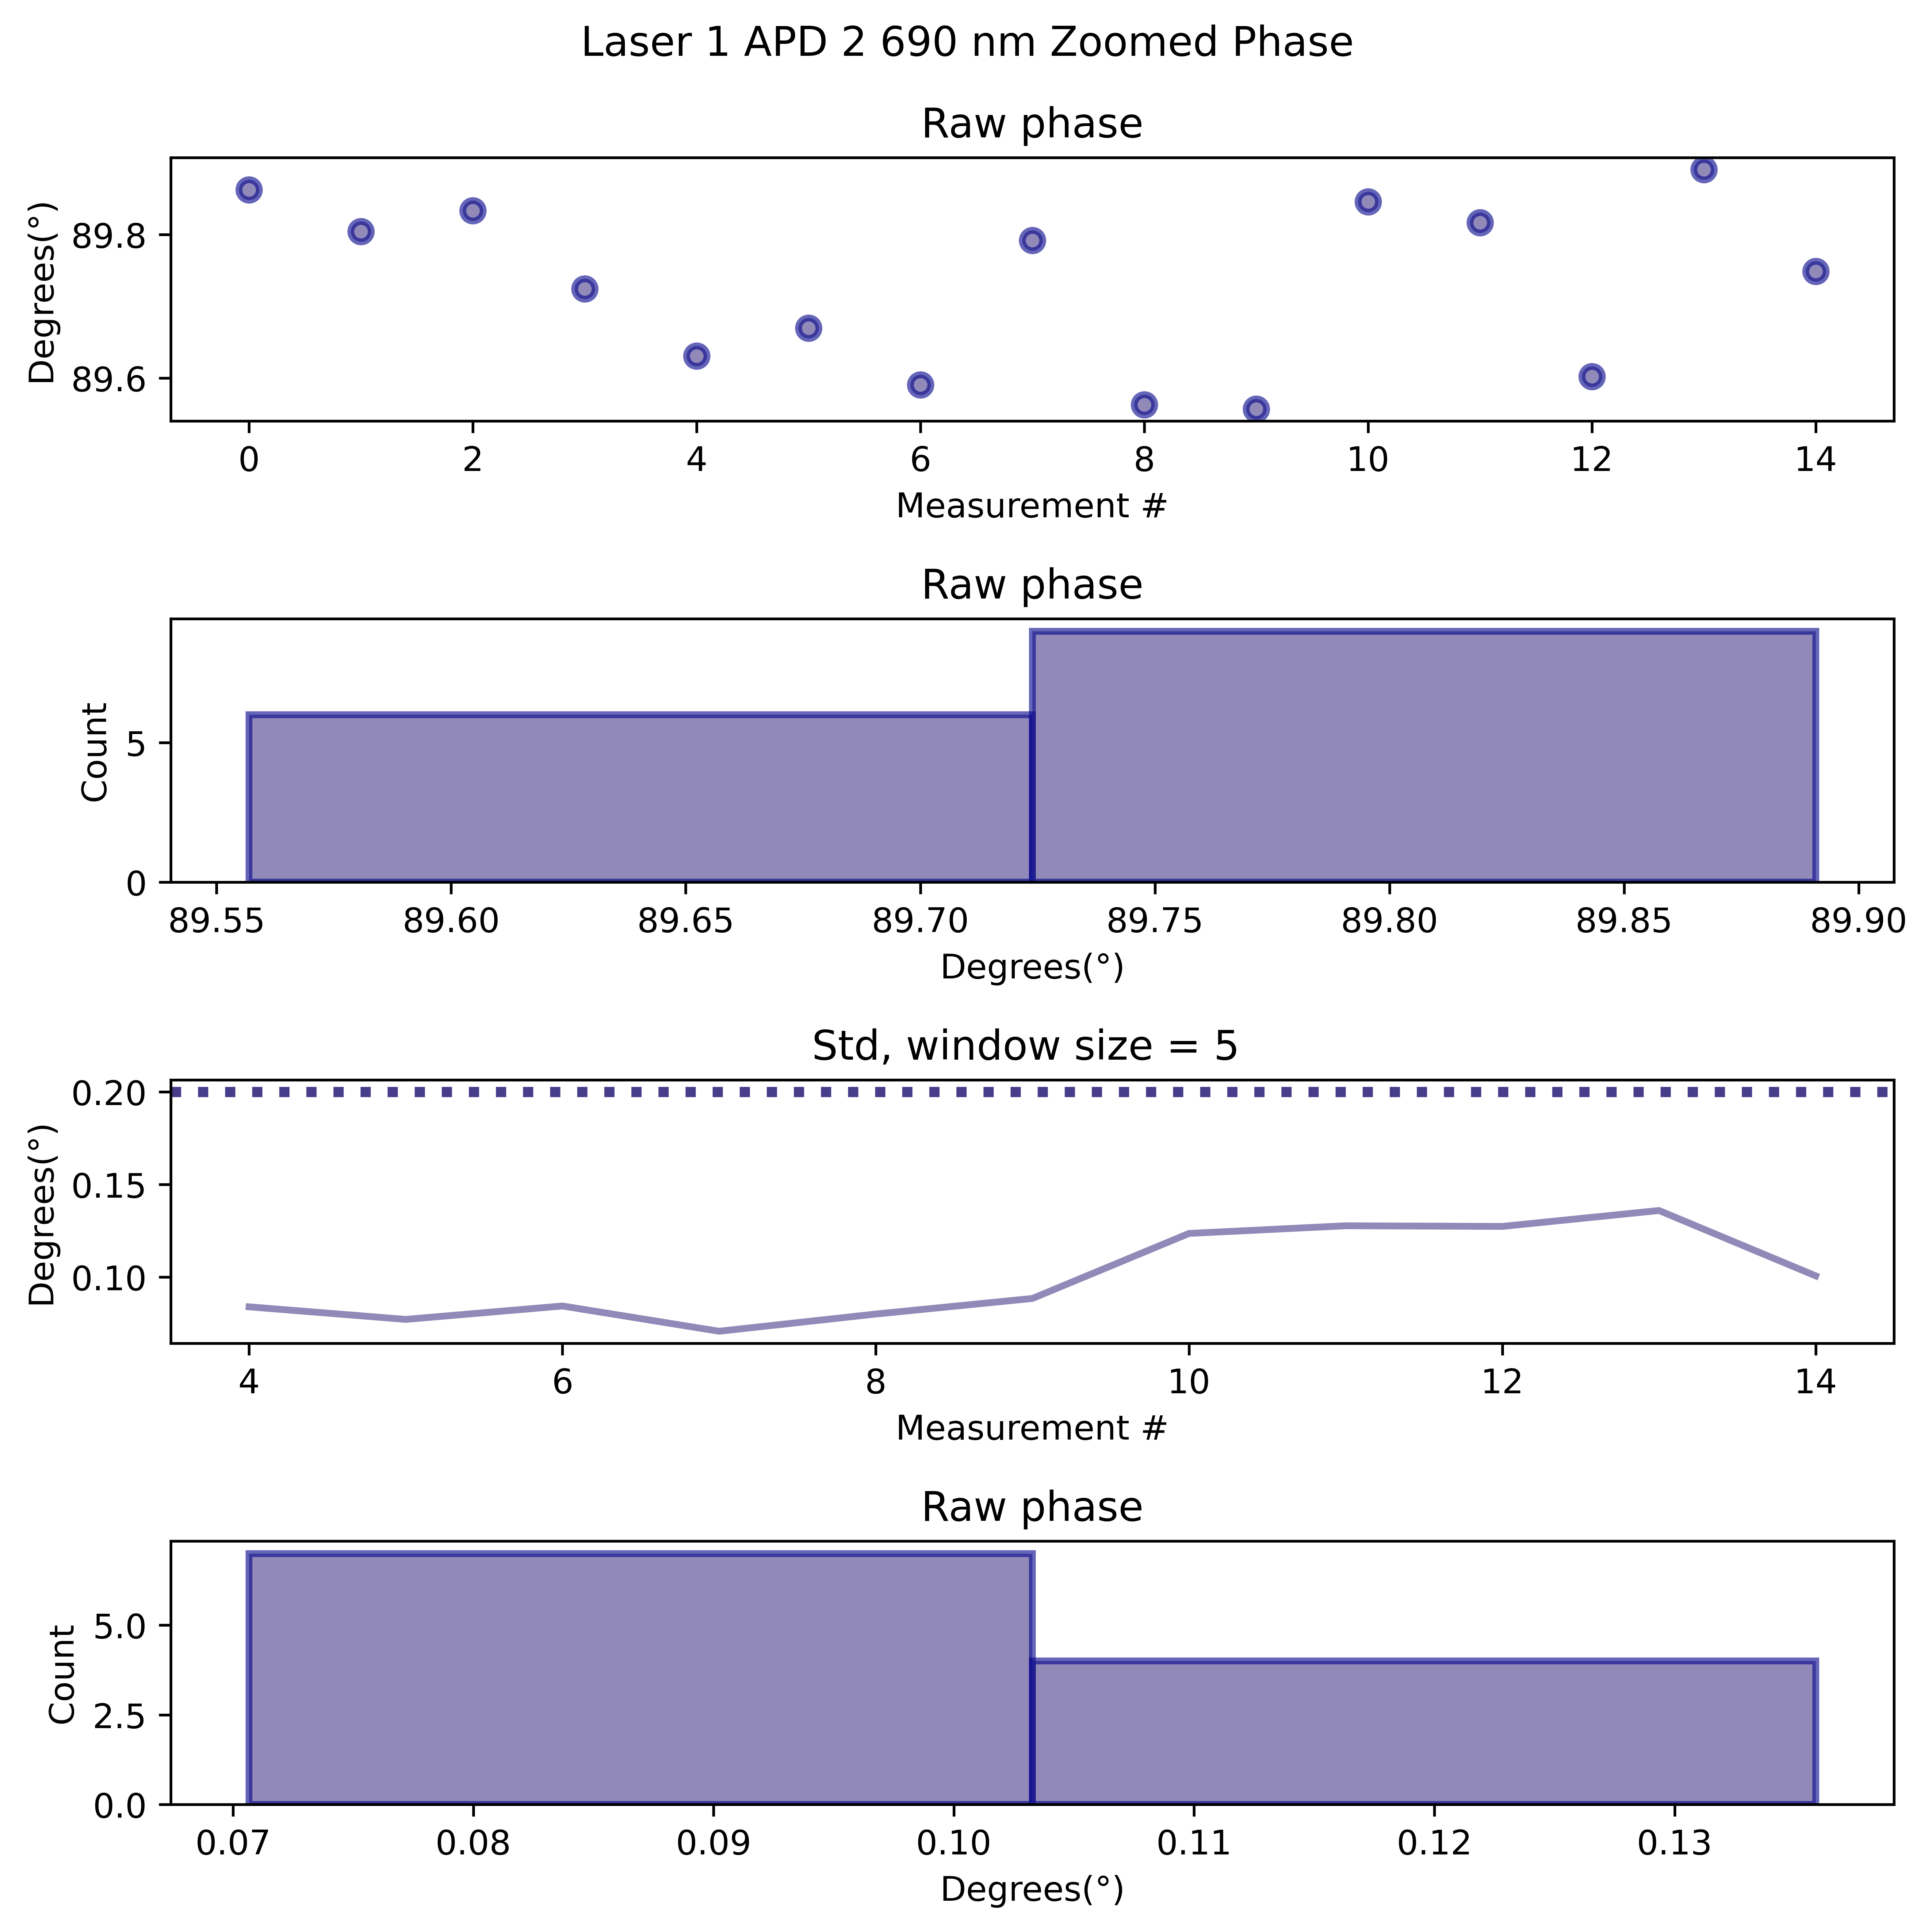 Laser 1 APD 2 690 nm Zoomed Phase
Raw phase
Degrees(°)
89.8
89.6
0 2 4 6 8 10 12 14
Measurement #
Raw phase
Count
5
0
89.55 89.60 89.65 89.70 89.75 89.80 89.85 89.90
Degrees(°)
Std, window size = 5
Degrees(°)
0.20
0.15
0.10
4 6 8 10 12 14
Measurement #
Raw phase
Count
5.0
2.5
0.0
0.07 0.08 0.09 0.10 0.11 0.12 0.13
Degrees(°)